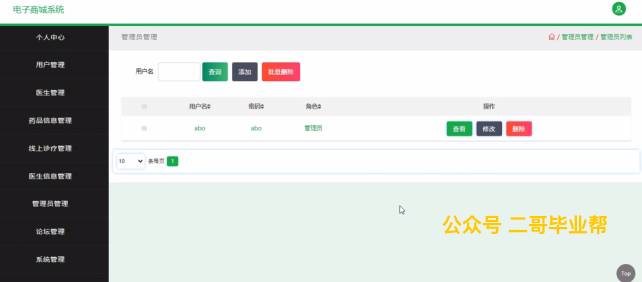 电子商城系统
个人中心
管理员管理
/ 管理员管理 / 管理员列表
用户管理
用户名
查询
添加
批量删除
医生管理
用户名
密码
角色
操作
药品信息管理
abo
abo
管理员
查看
修改
删除
线上诊疗管理
10
条每页
1
医生信息管理
管理员管理
公众号 二哥毕业帮
论坛管理
系统管理
Top